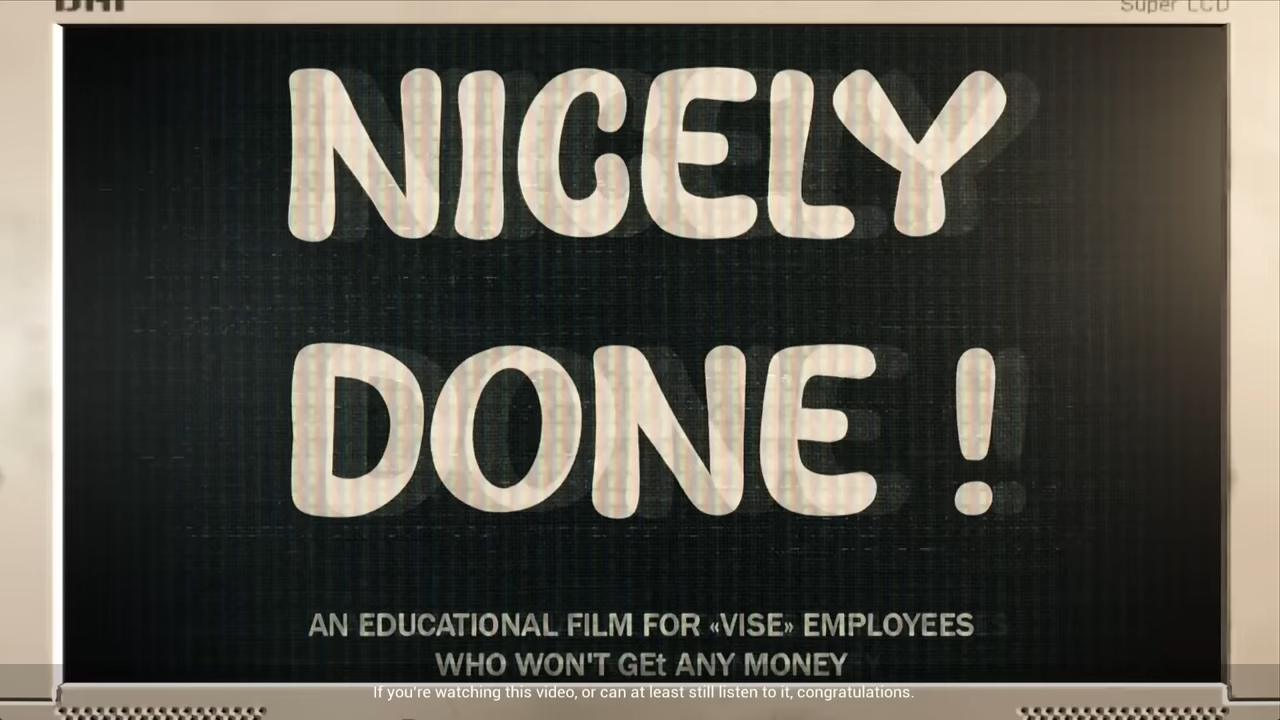 Super LCD
NICELY
DONE !
AN EDUCATIONAL FILM FOR «VISE» EMPLOYEES
WHO WON'T GEt ANY MONEY
If you're watching this video, or can at least still listen to it, congratulations.